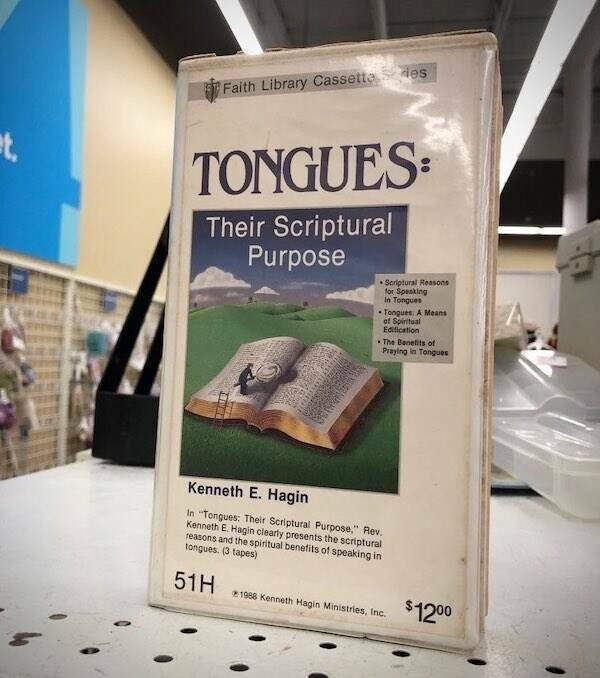 Faith Library Cassette Series
TONGUES:
Their Scriptural
Purpose
• Scriptural Reasons
for Speaking
in Tongues
• Tongues: A Means
of Spiritual
Edification
• The Benefits of
Praying in Tongues
Kenneth E. Hagin
In "Tongues: Their Scriptural Purpose," Rev.
Kenneth E. Hagin clearly presents the scriptural
reasons and the spiritual benefits of speaking in
tongues. (3 tapes)
51H
℗1988 Kenneth Hagin Ministries, Inc.
$1200